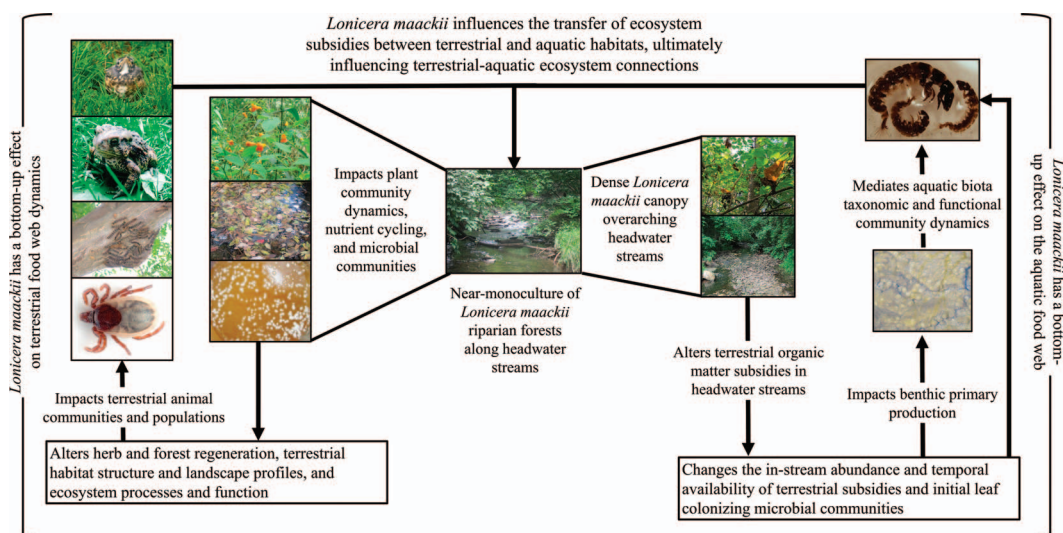 Lonicera maackii influences the transfer of ecosystem
subsidies between terrestrial and aquatic habitats, ultimately
influencing terrestrial-aquatic ecosystem connections
Lonicera maackii has a bottom-up effect
on terrestrial food web dynamics
Impacts plant
community
dynamics,
nutrient cycling,
and microbial
communities
Near-monoculture of
Lonicera maackii
riparian forests
along headwater
streams
Dense Lonicera
maackii canopy
overarching
headwater
streams
Mediates aquatic biota
taxonomic and functional
community dynamics
Lonicera maackii has a bottom-
up effect on the aquatic food web
Impacts terrestrial animal
communities and populations
Alters terrestrial organic
matter subsidies in
headwater streams
Impacts benthic primary
production
Alters herb and forest regeneration, terrestrial
habitat structure and landscape profiles, and
ecosystem processes and function
Changes the in-stream abundance and temporal
availability of terrestrial subsidies and initial leaf
colonizing microbial communities